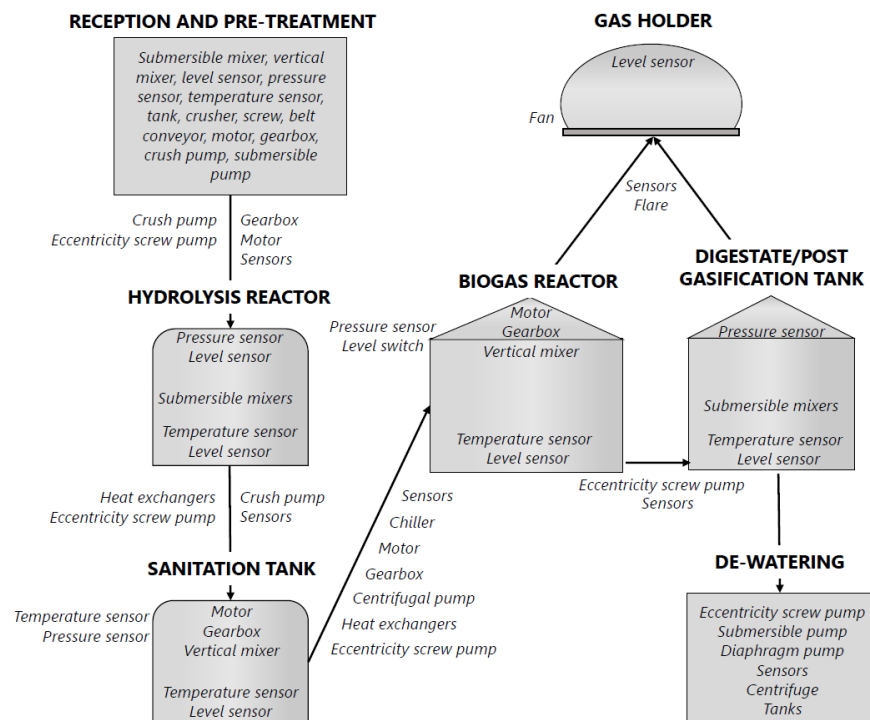 RECEPTION AND PRE-TREATMENT
Submersible mixer, vertical
mixer, level sensor, pressure
sensor, temperature sensor,
tank, crusher, screw, belt
conveyor, motor, gearbox,
crush pump, submersible
pump
Crush pump
Eccentricity screw pump
Gearbox
Motor
Sensors
HYDROLYSIS REACTOR
Pressure sensor
Level sensor
Submersible mixers
Temperature sensor
Level sensor
Heat exchangers
Eccentricity screw pump
Crush pump
Sensors
SANITATION TANK
Temperature sensor
Pressure sensor
Motor
Gearbox
Vertical mixer
Temperature sensor
Level sensor
Sensors
Chiller
Motor
Gearbox
Centrifugal pump
Heat exchangers
Eccentricity screw pump
BIOGAS REACTOR
Pressure sensor
Level switch
Motor
Gearbox
Vertical mixer
Temperature sensor
Level sensor
GAS HOLDER
Level sensor
Fan
Sensors
Flare
Eccentricity screw pump
Sensors
DIGESTATE/POST
GASIFICATION TANK
Pressure sensor
Submersible mixers
Temperature sensor
Level sensor
DE-WATERING
Eccentricity screw pump
Submersible pump
Diaphragm pump
Sensors
Centrifuge
Tanks